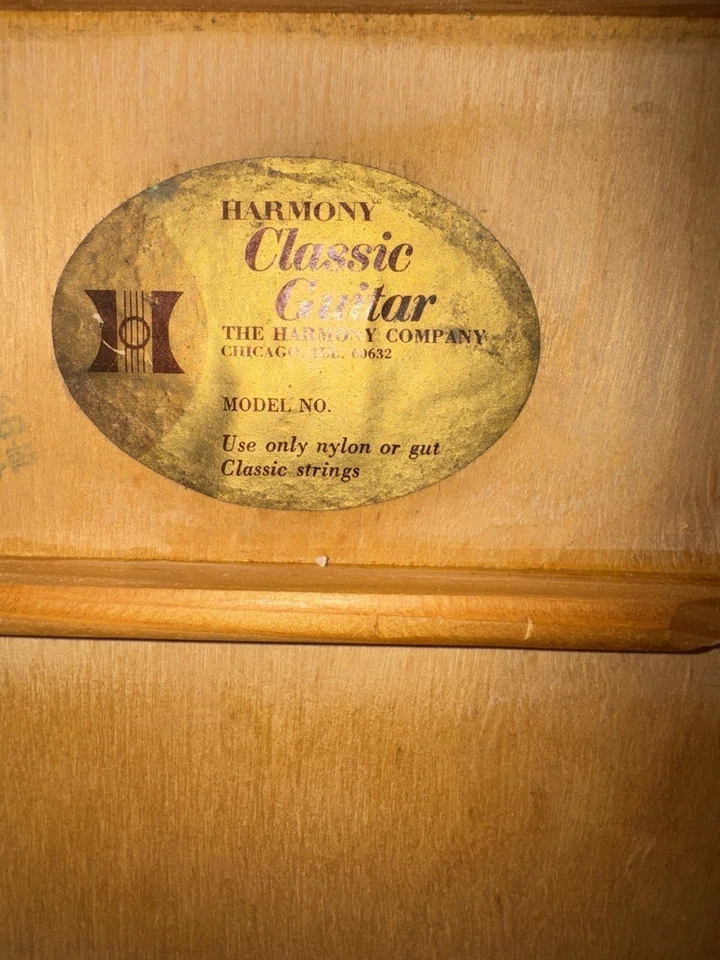 HARMONY
Classic
Guitar
THE HARMONY COMPANY
CHICAGO, ILL. 60632
MODEL NO.
Use only nylon or gut
Classic strings